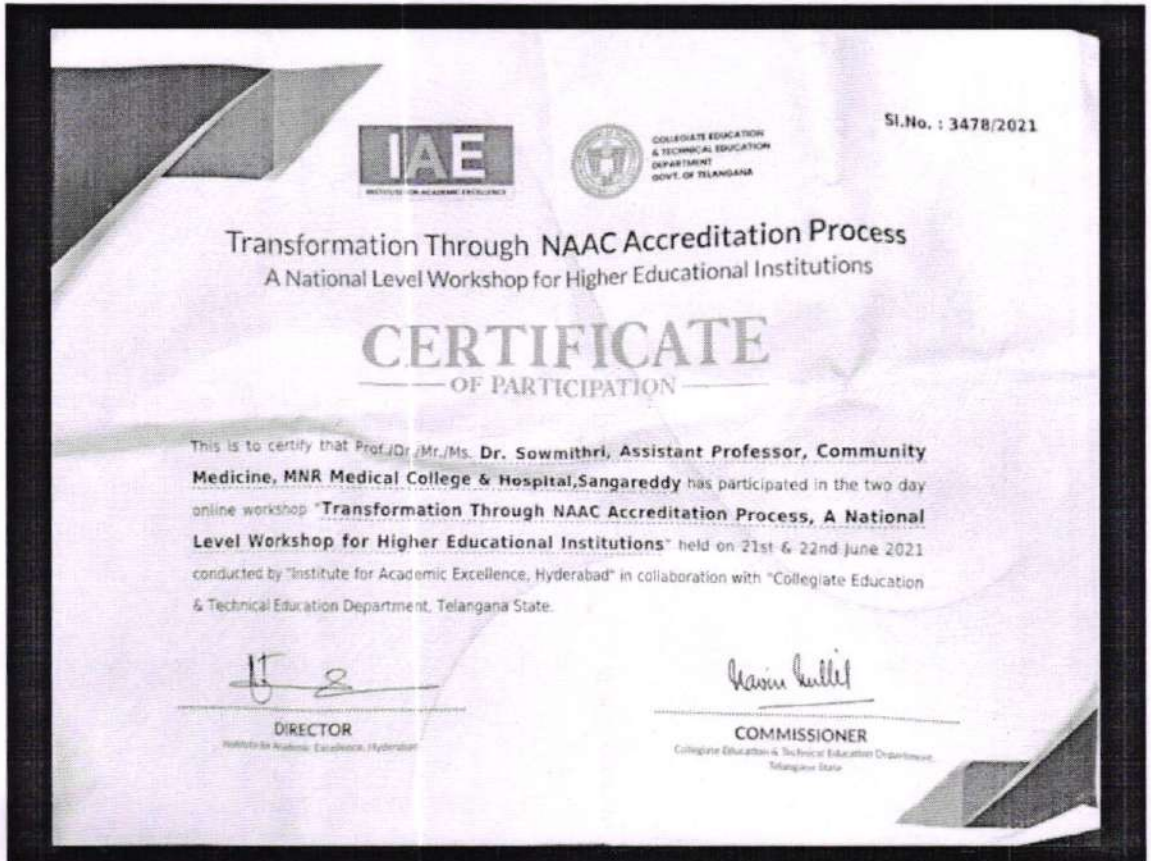 Sl.No. : 3478/2021
IAE
INSTITUTE FOR ACADEMIC EXCELLENCE
COLLEGIATE EDUCATION
& TECHNICAL EDUCATION
DEPARTMENT
GOVT. OF TELANGANA
Transformation Through NAAC Accreditation Process
A National Level Workshop for Higher Educational Institutions
CERTIFICATE
OF PARTICIPATION
This is to certify that Prof./Dr./Mr./Ms. Dr. Sowmithri, Assistant Professor, Community
Medicine, MNR Medical College & Hospital,Sangareddy has participated in the two day
online workshop "Transformation Through NAAC Accreditation Process, A National
Level Workshop for Higher Educational Institutions" held on 21st & 22nd June 2021
conducted by "Institute for Academic Excellence, Hyderabad" in collaboration with "Collegiate Education
& Technical Education Department, Telangana State.
DIRECTOR
Institute for Academic Excellence, Hyderabad
COMMISSIONER
Collegiate Education & Technical Education Department,
Telangana State